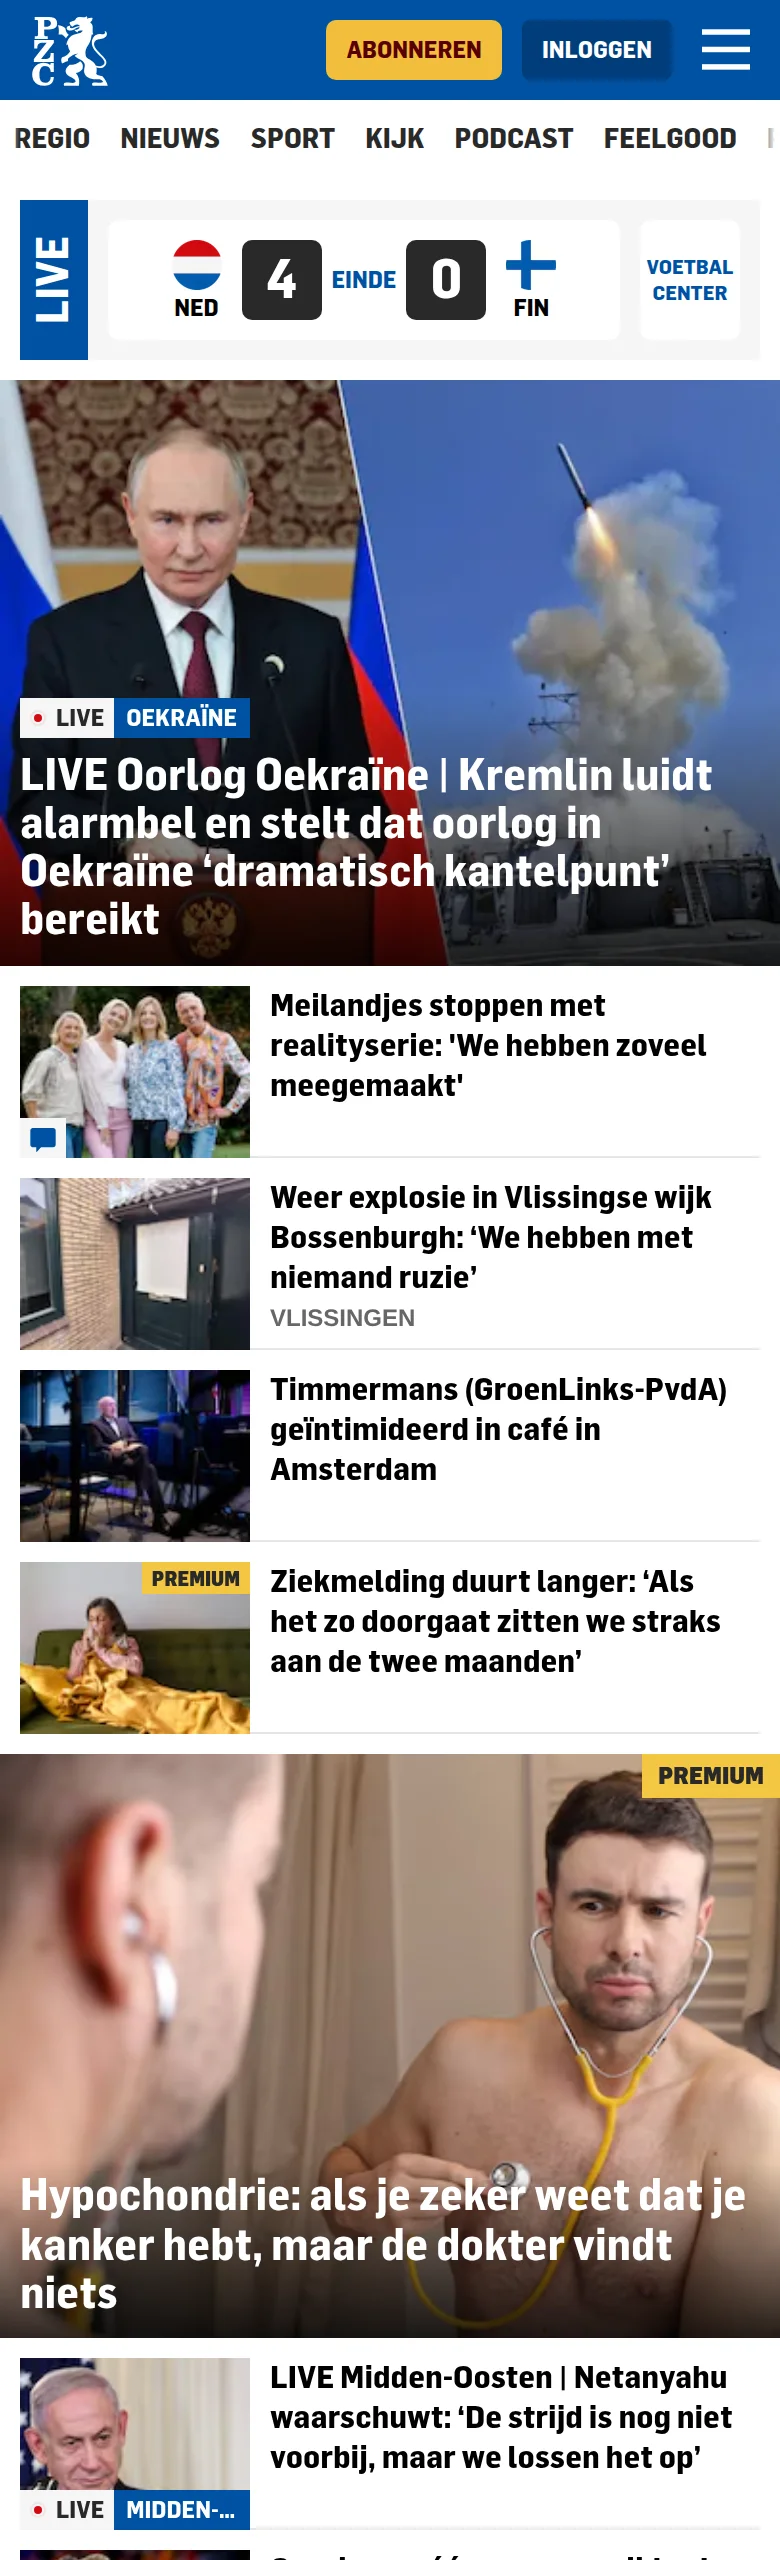 PZC
ABONNEREN
INLOGGEN
REGIO NIEUWS SPORT KIJK PODCAST FEELGOOD
LIVE
NED
4
EINDE
0
FIN
VOETBAL
CENTER
LIVE OEKRAÏNE
LIVE Oorlog Oekraïne | Kremlin luidt
alarmbel en stelt dat oorlog in
Oekraïne ‘dramatisch kantelpunt’
bereikt
Meilandjes stoppen met
realityserie: 'We hebben zoveel
meegemaakt'
Weer explosie in Vlissingse wijk
Bossenburgh: ‘We hebben met
niemand ruzie’
VLISSINGEN
Timmermans (GroenLinks-PvdA)
geïntimideerd in café in
Amsterdam
PREMIUM
Ziekmelding duurt langer: ‘Als
het zo doorgaat zitten we straks
aan de twee maanden’
PREMIUM
Hypochondrie: als je zeker weet dat je
kanker hebt, maar de dokter vindt
niets
LIVE Midden-Oosten | Netanyahu
waarschuwt: ‘De strijd is nog niet
voorbij, maar we lossen het op’
LIVE MIDDEN-...